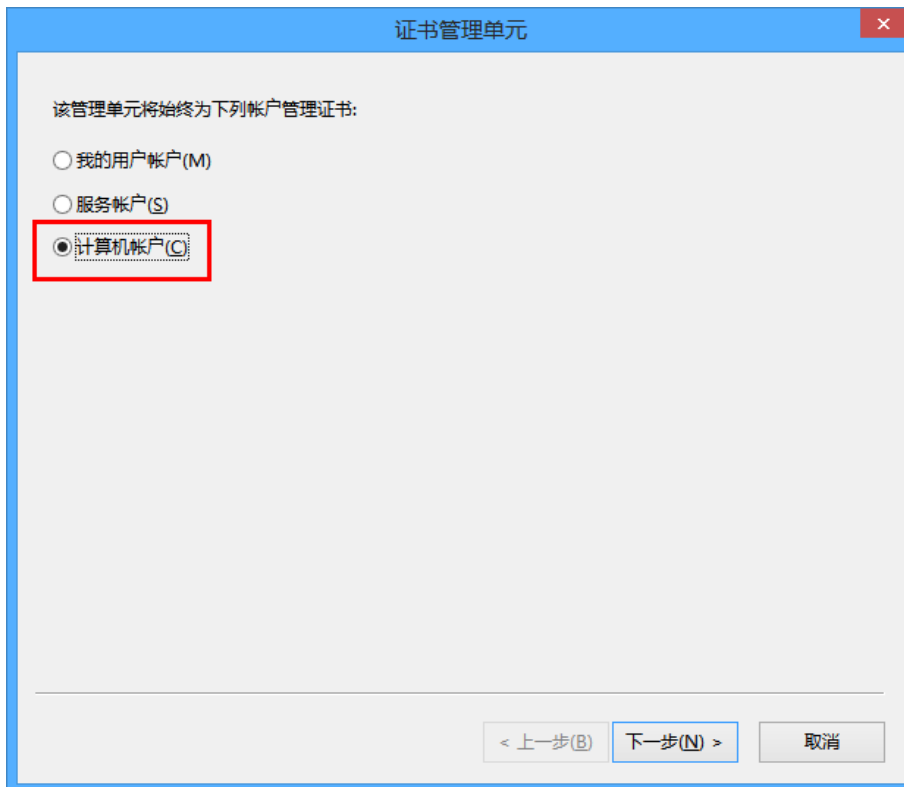 证书管理单元
该管理单元将始终为下列帐户管理证书:
我的用户帐户(M)
服务帐户(S)
计算机帐户(C)
< 上一步(B) 下一步(N) > 取消